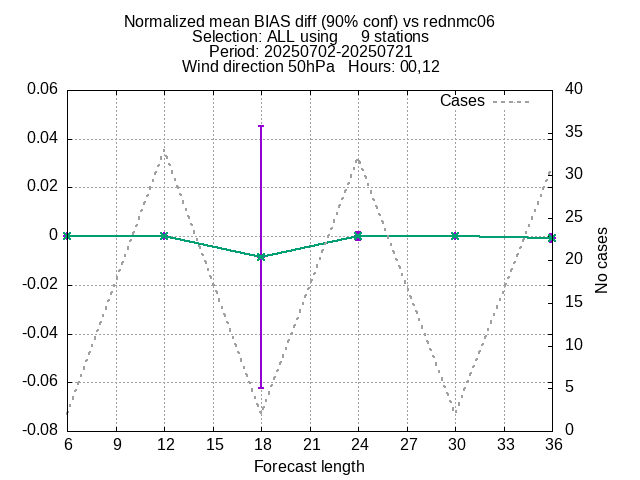 Normalized mean BIAS diff (90% conf) vs rednmc06
Selection: ALL using     9 stations
Period: 20250702-20250721
Wind direction 50hPa   Hours: 00,12
Cases
0.06
0.04
0.02
0
-0.02
-0.04
-0.06
-0.08
40
35
30
25
20
15
10
5
0
No cases
6 9 12 15 18 21 24 27 30 33 36
Forecast length